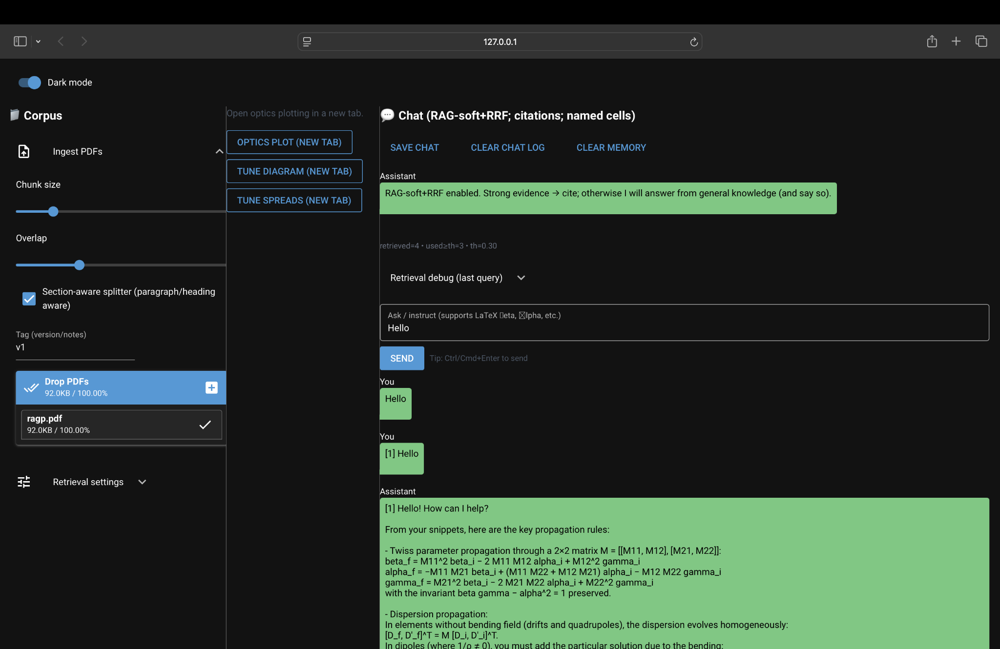 127.0.0.1
Dark mode
Corpus
Ingest PDFs
Chunk size
Overlap
Section-aware splitter (paragraph/heading
aware)
Tag (version/notes)
v1
Drop PDFs
92.0KB / 100.00%
ragp.pdf
92.0KB / 100.00%
Retrieval settings
Open optics plotting in a new tab.
OPTICS PLOT (NEW TAB)
TUNE DIAGRAM (NEW TAB)
TUNE SPREADS (NEW TAB)
Chat (RAG-soft+RRF; citations; named cells)
SAVE CHAT
CLEAR CHAT LOG
CLEAR MEMORY
Assistant
RAG-soft+RRF enabled. Strong evidence → cite; otherwise I will answer from general knowledge (and say so).
retrieved=4 • used≥th=3 • th=0.30
Retrieval debug (last query)
Ask / instruct (supports LaTeX ▯eta, ☒lpha, etc.)
Hello
SEND
Tip: Ctrl/Cmd+Enter to send
You
Hello
You
[1] Hello
Assistant
[1] Hello! How can I help?
From your snippets, here are the key propagation rules:
- Twiss parameter propagation through a 2×2 matrix M = [[M11, M12], [M21, M22]]:
beta_f = M11^2 beta_i − 2 M11 M12 alpha_i + M12^2 gamma_i
alpha_f = −M11 M21 beta_i + (M11 M22 + M12 M21) alpha_i − M12 M22 gamma_i
gamma_f = M21^2 beta_i − 2 M21 M22 alpha_i + M22^2 gamma_i
with the invariant beta gamma − alpha^2 = 1 preserved.
- Dispersion propagation:
In elements without bending field (drifts and quadrupoles), the dispersion evolves homogeneously:
[D_f, D'_f]^T = M [D_i, D'_i]^T.
In dipoles (where 1/ρ ≠ 0), you must add the particular solution due to the bending: